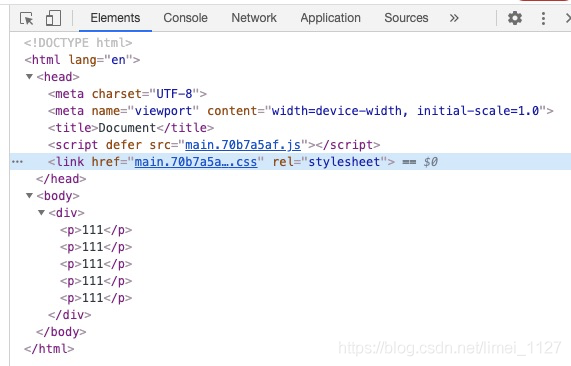 Elements Console Network Application Sources »
<!DOCTYPE html>
<html lang="en">
<head>
<meta charset="UTF-8">
<meta name="viewport" content="width=device-width, initial-scale=1.0">
<title>Document</title>
<script defer src="main.70b7a5af.js"></script>
<link href="main.70b7a5a….css" rel="stylesheet"> == $0
</head>
<body>
<div>
<p>111</p>
<p>111</p>
<p>111</p>
<p>111</p>
<p>111</p>
</div>
</body>
</html>
https://blog.csdn.net/limei_1127